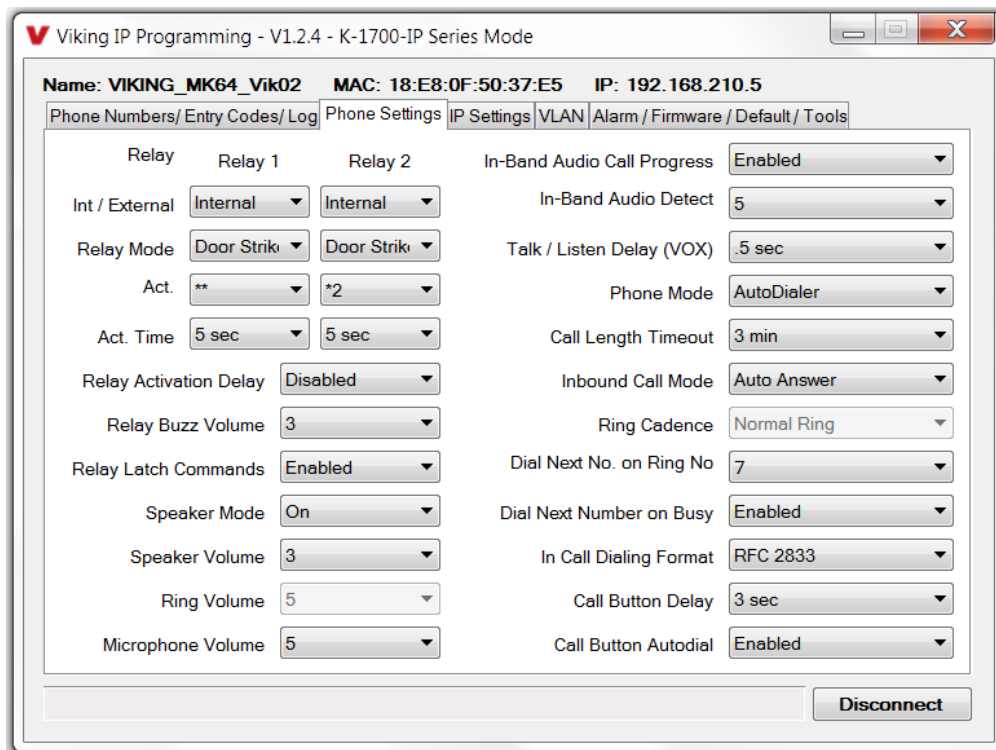 Viking IP Programming - V1.2.4 - K-1700-IP Series Mode
Name: VIKING_MK64_Vik02 MAC: 18:E8:0F:50:37:E5 IP: 192.168.210.5
Phone Numbers/ Entry Codes/ Log Phone Settings IP Settings VLAN Alarm / Firmware / Default / Tools
Relay Relay 1 Relay 2
Int / External Internal Internal
Relay Mode Door Strik Door Strik
Act. ** *2
Act. Time 5 sec 5 sec
Relay Activation Delay Disabled
Relay Buzz Volume 3
Relay Latch Commands Enabled
Speaker Mode On
Speaker Volume 3
Ring Volume 5
Microphone Volume 5
In-Band Audio Call Progress Enabled
In-Band Audio Detect 5
Talk / Listen Delay (VOX) .5 sec
Phone Mode AutoDialer
Call Length Timeout 3 min
Inbound Call Mode Auto Answer
Ring Cadence Normal Ring
Dial Next No. on Ring No 7
Dial Next Number on Busy Enabled
In Call Dialing Format RFC 2833
Call Button Delay 3 sec
Call Button Autodial Enabled
Disconnect